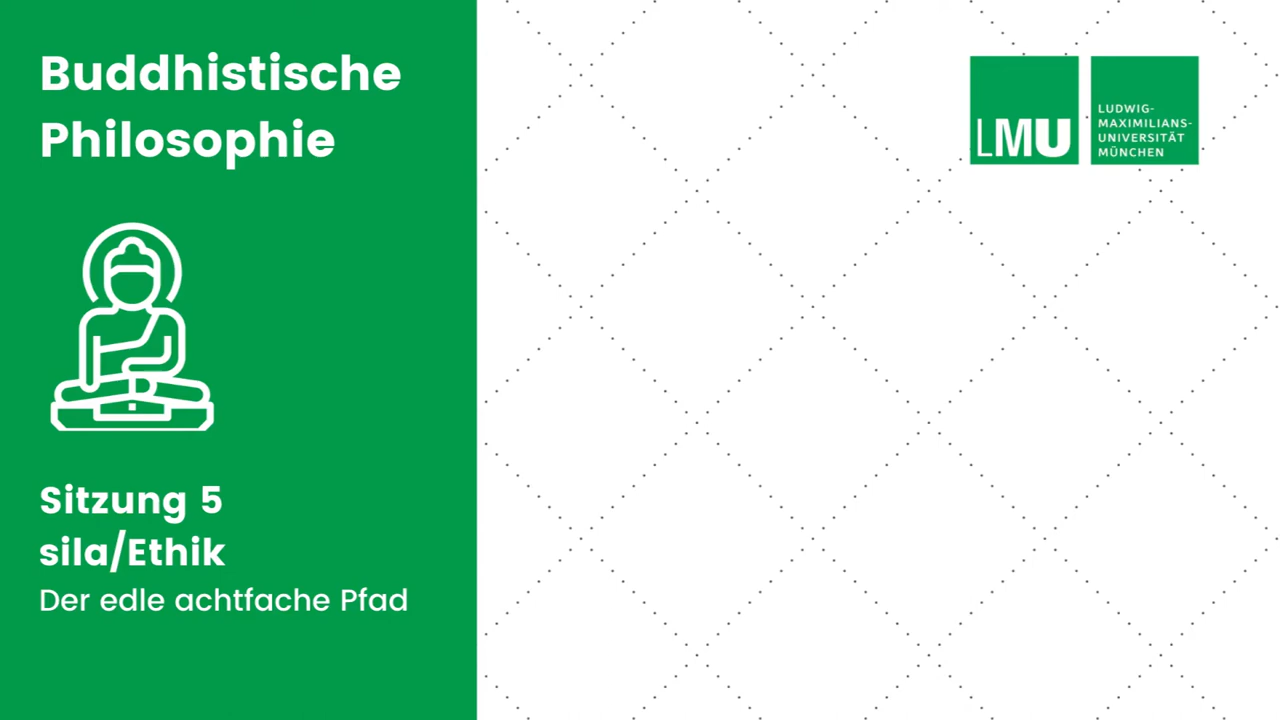 Buddhistische
Philosophie
Sitzung 5
sila/Ethik
Der edle achtfache Pfad
LMU
LUDWIG-
MAXIMILIANS-
UNIVERSITÄT
MÜNCHEN